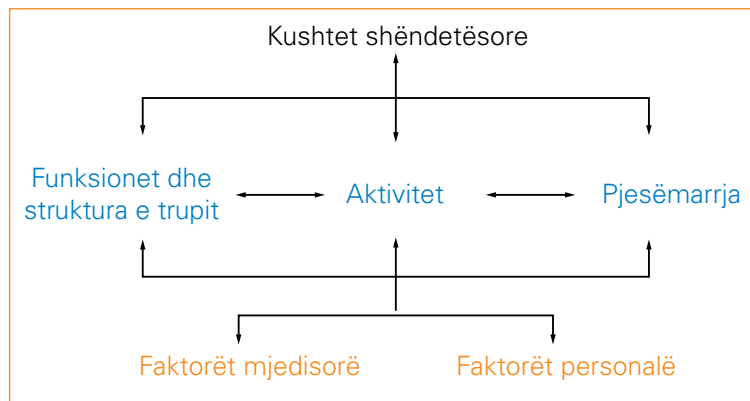 Kushtet shëndetësore
Funksionet dhe
struktura e trupit
Aktivitet
Pjesëmarrja
Faktorët mjedisorë
Faktorët personalë